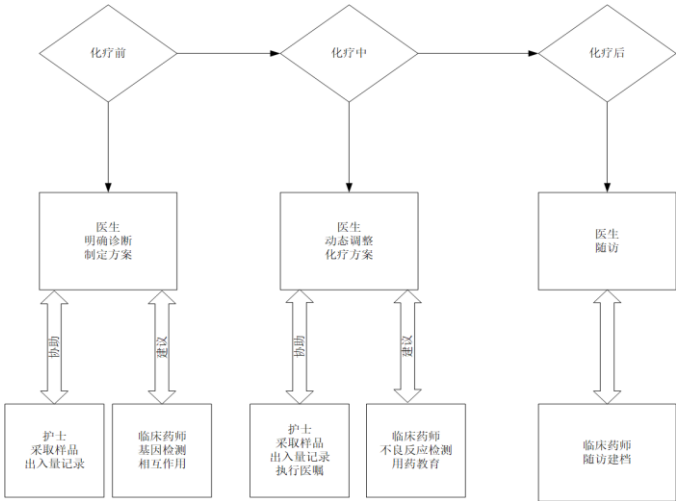 化疗前
化疗中
化疗后
医生
明确诊断
制定方案
医生
动态调整
化疗方案
医生
随访
协助
建议
协助
建议
护士
采取样品
出入量记录
临床药师
基因检测
相互作用
护士
采取样品
出入量记录
执行医嘱
临床药师
不良反应检测
用药教育
临床药师
随访建档